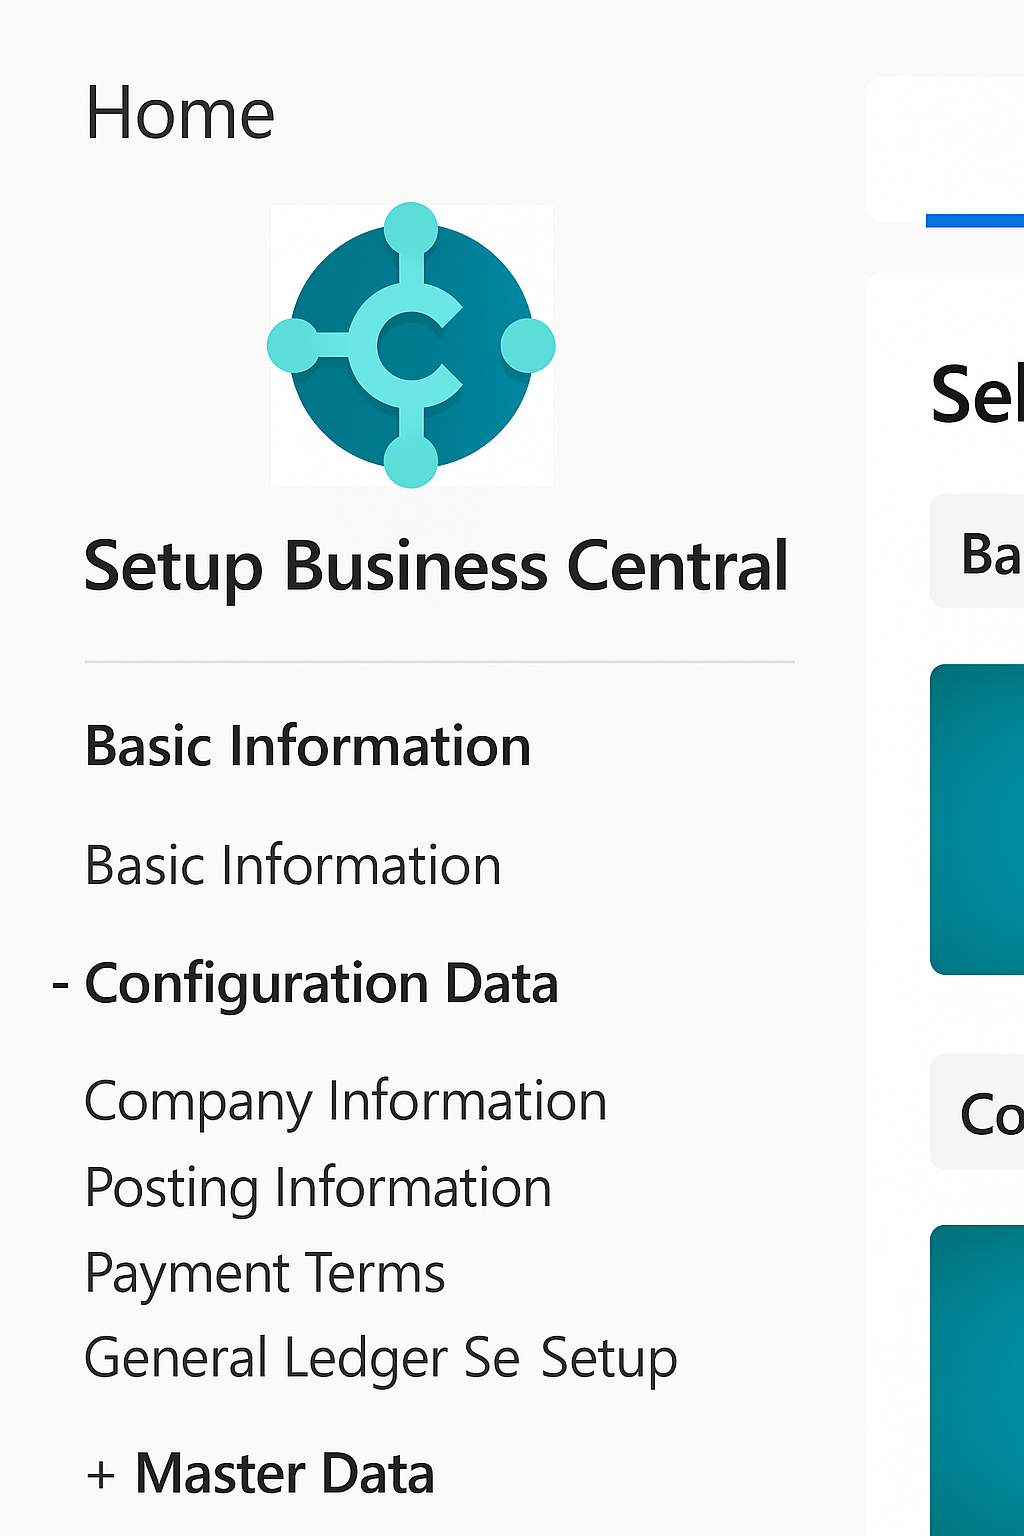 Home
Setup Business Central
Basic Information
Basic Information
- Configuration Data
Company Information
Posting Information
Payment Terms
General Ledger Se Setup
+ Master Data
Sel
Ba
Co